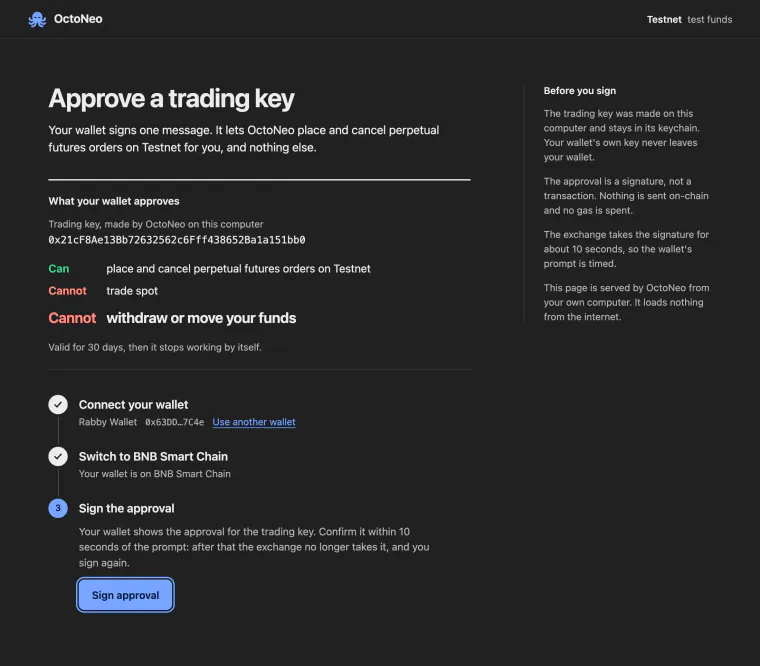 OctoNeo
Testnet test funds
Approve a trading key
Your wallet signs one message. It lets OctoNeo place and cancel perpetual
futures orders on Testnet for you, and nothing else.
What your wallet approves
Trading key, made by OctoNeo on this computer
0x21cF8Ae13Bb72632562c6Fff438652Ba1a151bb0
Can place and cancel perpetual futures orders on Testnet
Cannot trade spot
Cannot withdraw or move your funds
Valid for 30 days, then it stops working by itself.
Connect your wallet
Rabby Wallet 0x63DD…7C4e Use another wallet
Switch to BNB Smart Chain
Your wallet is on BNB Smart Chain
3 Sign the approval
Your wallet shows the approval for the trading key. Confirm it within 10
seconds of the prompt: after that the exchange no longer takes it, and you
sign again.
Sign approval
Before you sign
The trading key was made on this
computer and stays in its keychain.
Your wallet's own key never leaves
your wallet.
The approval is a signature, not a
transaction. Nothing is sent on-chain
and no gas is spent.
The exchange takes the signature for
about 10 seconds, so the wallet's
prompt is timed.
This page is served by OctoNeo from
your own computer. It loads nothing
from the internet.